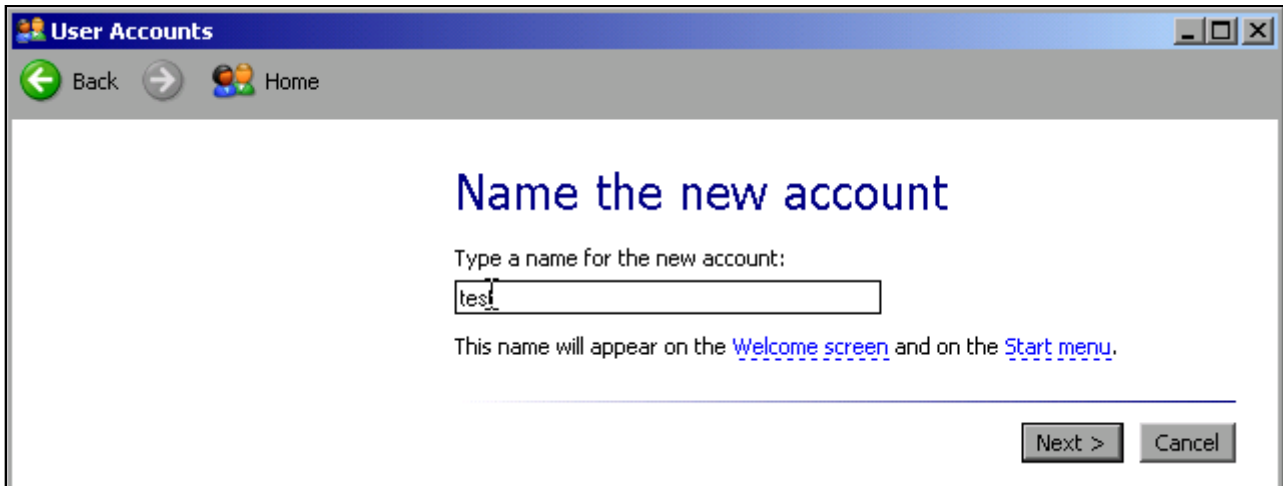 User Accounts
Back Home
Name the new account
Type a name for the new account:
test
This name will appear on the Welcome screen and on the Start menu.
Next > Cancel